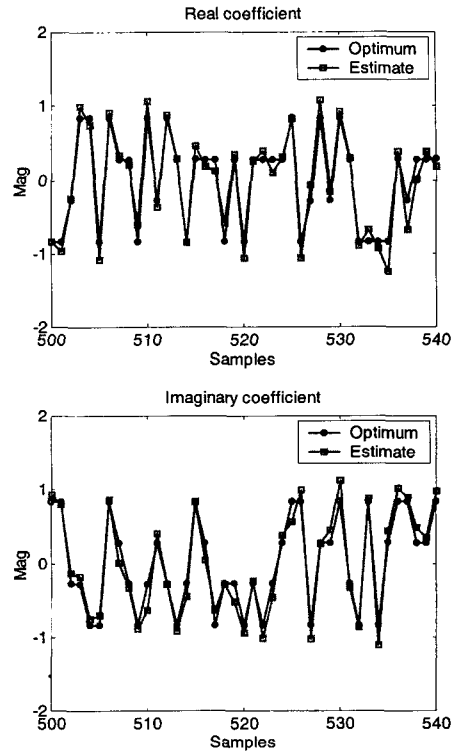 Real coefficient
2
Optimum
Estimate
1
0
Mag
-1
-2
500 510 520 530 540
Samples
Imaginary coefficient
2
Optimum
Estimate
1
0
Mag
-1
-2
500 510 520 530 540
Samples